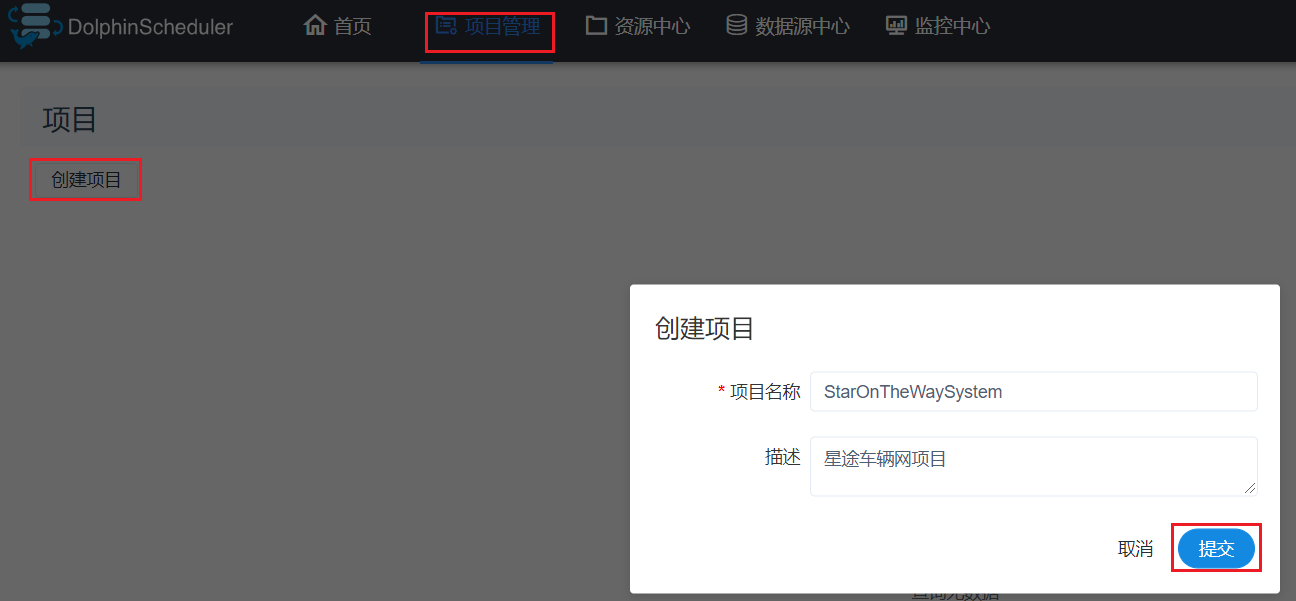 DolphinScheduler 首页 项目管理 资源中心 数据源中心 监控中心
项目
创建项目
创建项目
* 项目名称 StarOnTheWaySystem
描述 星途车辆网项目
取消 提交